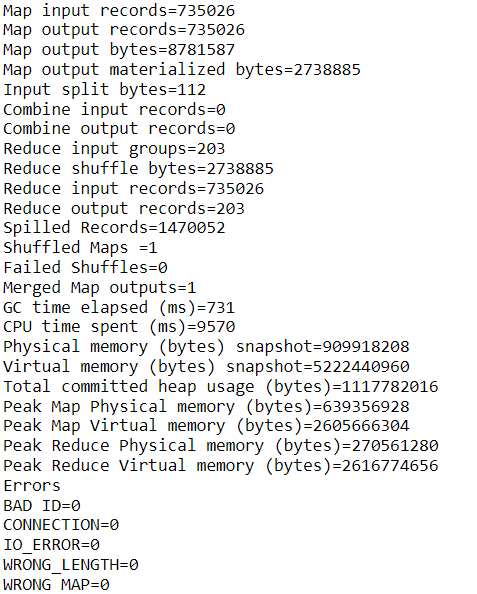 Map input records=735026
Map output records=735026
Map output bytes=8781587
Map output materialized bytes=2738885
Input split bytes=112
Combine input records=0
Combine output records=0
Reduce input groups=203
Reduce shuffle bytes=2738885
Reduce input records=735026
Reduce output records=203
Spilled Records=1470052
Shuffled Maps =1
Failed Shuffles=0
Merged Map outputs=1
GC time elapsed (ms)=731
CPU time spent (ms)=9570
Physical memory (bytes) snapshot=909918208
Virtual memory (bytes) snapshot=5222440960
Total committed heap usage (bytes)=1117782016
Peak Map Physical memory (bytes)=639356928
Peak Map Virtual memory (bytes)=2605666304
Peak Reduce Physical memory (bytes)=270561280
Peak Reduce Virtual memory (bytes)=2616774656
Errors
BAD ID=0
CONNECTION=0
IO_ERROR=0
WRONG_LENGTH=0
WRONG MAP=0